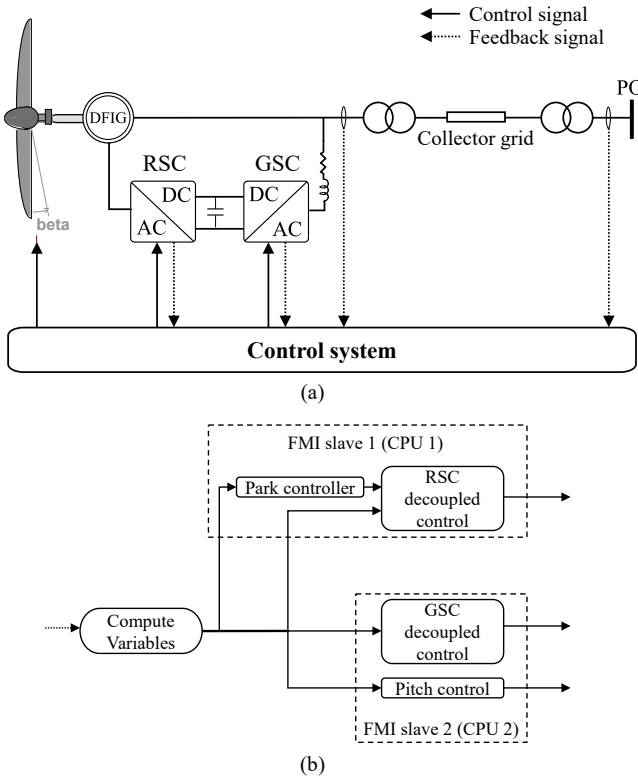 Control signal
Feedback signal
DFIG
RSC
GSC
Collector grid
DC
AC
DC
AC
beta
Control system
(a)
FMI slave 1 (CPU 1)
Park controller
RSC
decoupled
control
Compute
Variables
GSC
decoupled
control
Pitch control
FMI slave 2 (CPU 2)
(b)